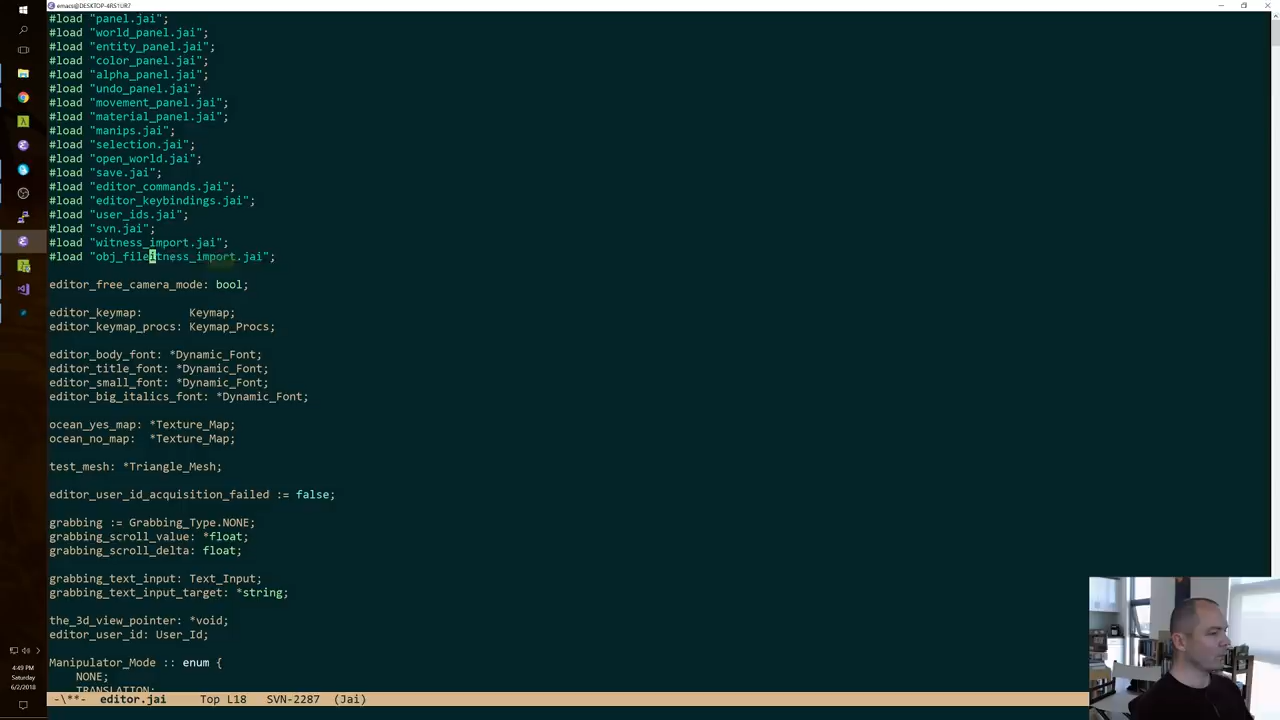 emacs@DESKTOP-4RS1UR7
#load "panel.jai";
#load "world_panel.jai";
#load "entity_panel.jai";
#load "color_panel.jai";
#load "alpha_panel.jai";
#load "undo_panel.jai";
#load "movement_panel.jai";
#load "material_panel.jai";
#load "manips.jai";
#load "selection.jai";
#load "open_world.jai";
#load "save.jai";
#load "editor_commands.jai";
#load "editor_keybindings.jai";
#load "user_ids.jai";
#load "svn.jai";
#load "witness_import.jai";
#load "obj_fileitness_import.jai";
editor_free_camera_mode: bool;
editor_keymap:       Keymap;
editor_keymap_procs: Keymap_Procs;
editor_body_font: *Dynamic_Font;
editor_title_font: *Dynamic_Font;
editor_small_font: *Dynamic_Font;
editor_big_italics_font: *Dynamic_Font;
ocean_yes_map: *Texture_Map;
ocean_no_map:  *Texture_Map;
test_mesh: *Triangle_Mesh;
editor_user_id_acquisition_failed := false;
grabbing := Grabbing_Type.NONE;
grabbing_scroll_value: *float;
grabbing_scroll_delta: float;
grabbing_text_input: Text_Input;
grabbing_text_input_target: *string;
the_3d_view_pointer: *void;
editor_user_id: User_Id;
Manipulator_Mode :: enum {
NONE;
TRANSLATION;
-\**-  editor.jai     Top L18   SVN-2287  (Jai)
4:49 PM
Saturday
6/2/2018